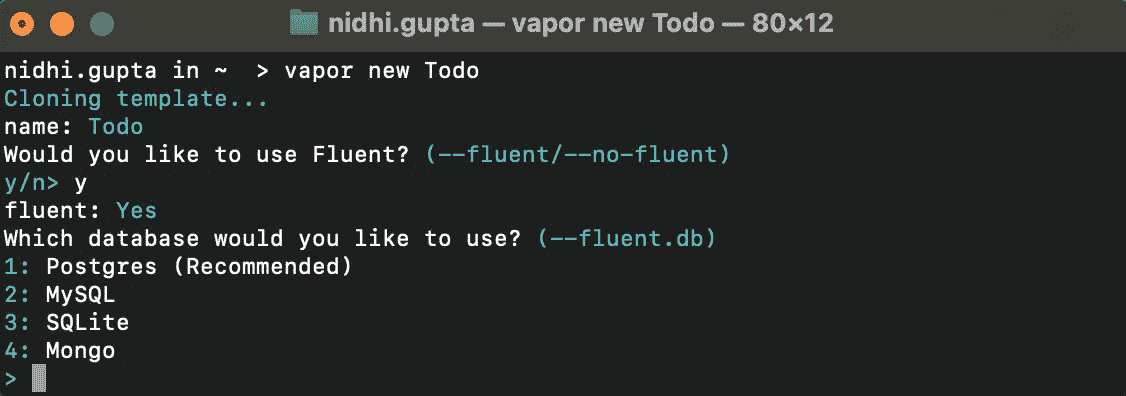 nidhi.gupta — vapor new Todo — 80×12
nidhi.gupta in ~  > vapor new Todo
Cloning template...
name: Todo
Would you like to use Fluent? (--fluent/--no-fluent)
y/n> y
fluent: Yes
Which database would you like to use? (--fluent.db)
1: Postgres (Recommended)
2: MySQL
3: SQLite
4: Mongo
>